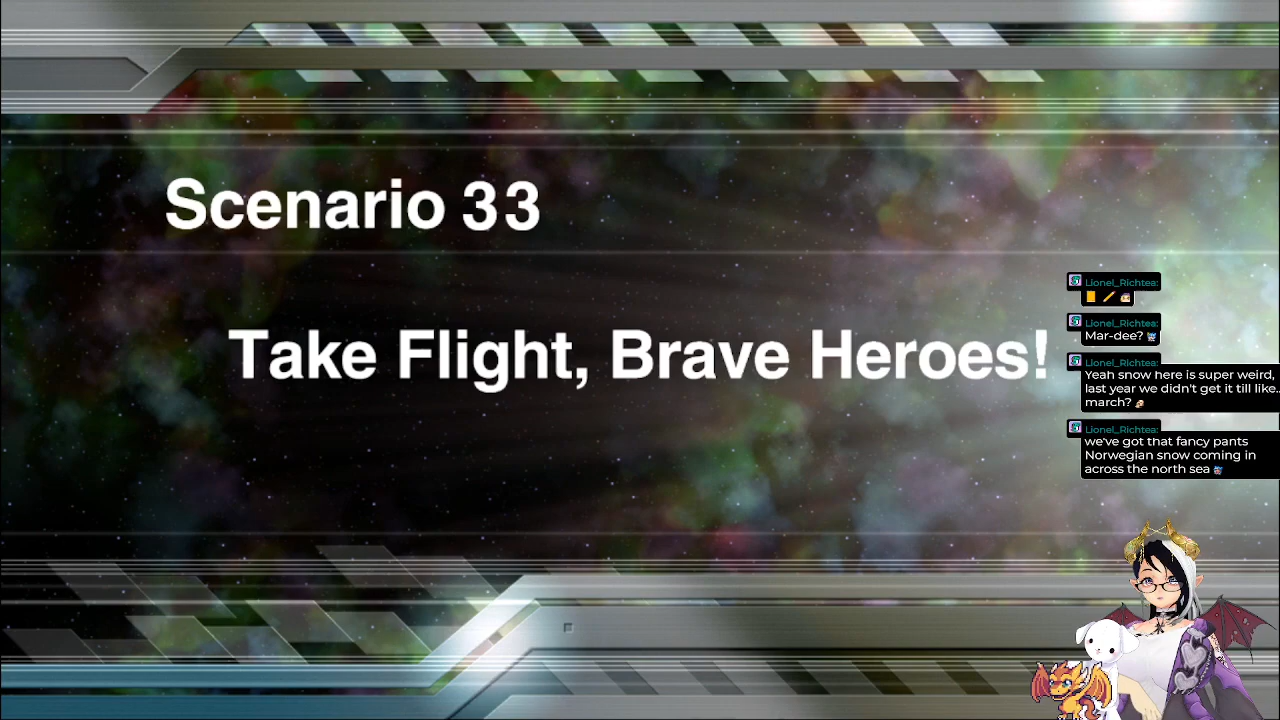 Scenario 33
Take Flight, Brave Heroes!
Lionel_Richtea:
Lionel_Richtea:
Mar-dee?
Lionel_Richtea:
Yeah snow here is super weird,
last year we didn't get it till like..
march?
Lionel_Richtea:
we've got that fancy pants
Norwegian snow coming in
across the north sea